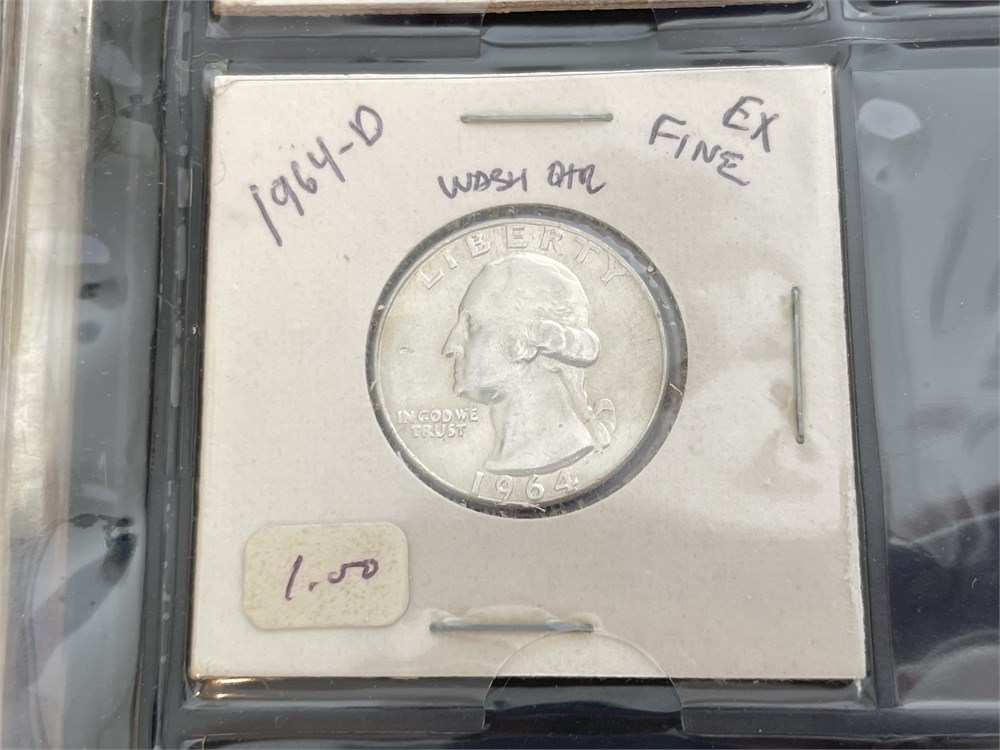 1964-D
EX
FINE
WASH QTR
LIBERTY
IN GOD WE
TRUST
1964
1.00